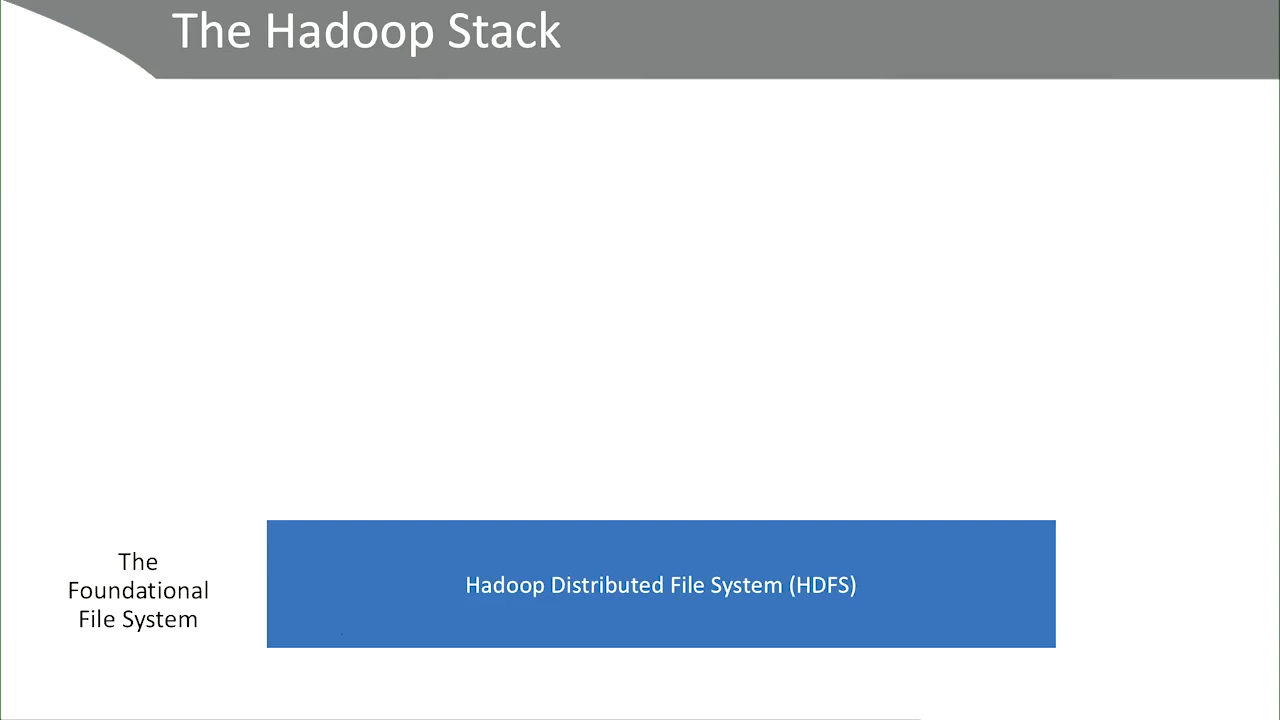 The Hadoop Stack
The
Foundational
File System
Hadoop Distributed File System (HDFS)